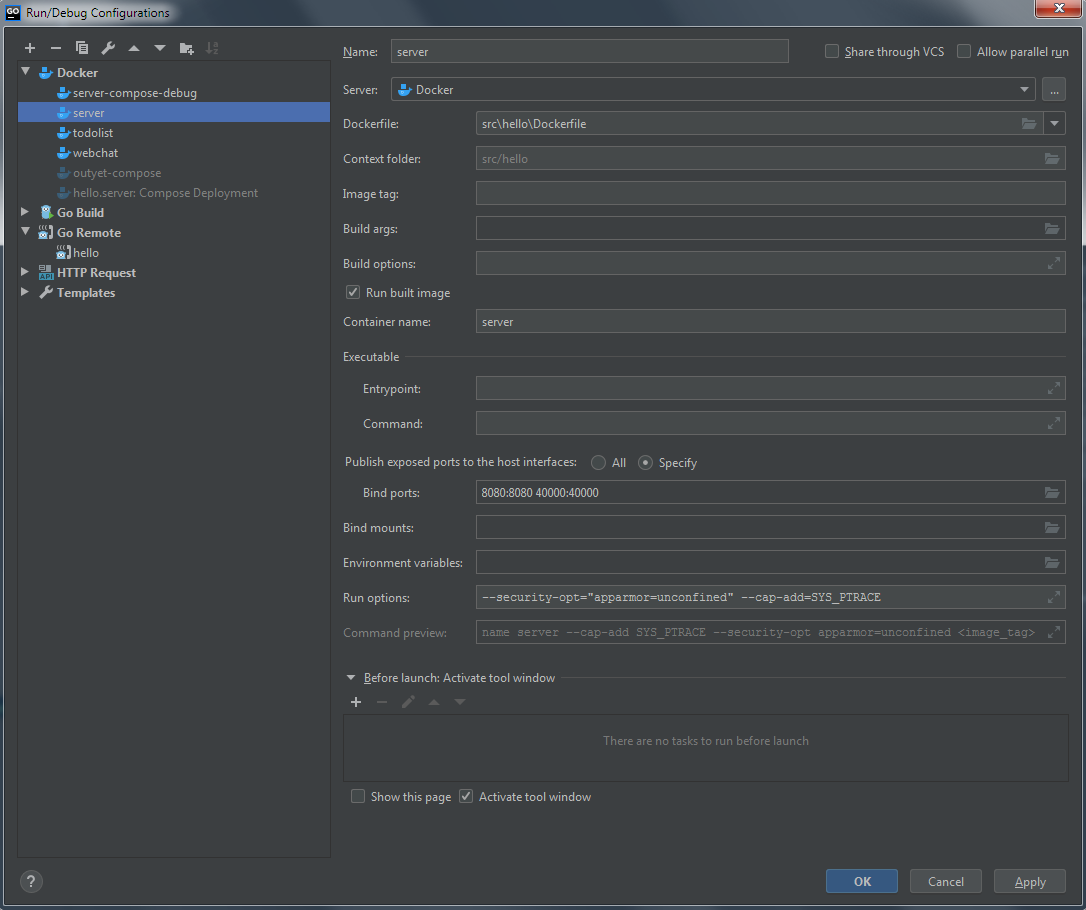 GO Run/Debug Configurations
Name: server Share through VCS Allow parallel run
Docker
server-compose-debug
server
todolist
webchat
outyet-compose
hello.server: Compose Deployment
Go Build
Go Remote
hello
API HTTP Request
Templates
Server: Docker ...
Dockerfile: src\hello\Dockerfile
Context folder: src/hello
Image tag:
Build args:
Build options:
Run built image
Container name: server
Executable
Entrypoint:
Command:
Publish exposed ports to the host interfaces: All Specify
Bind ports: 8080:8080 40000:40000
Bind mounts:
Environment variables:
Run options: --security-opt="apparmor=unconfined" --cap-add=SYS_PTRACE
Command preview: name server --cap-add SYS_PTRACE --security-opt apparmor=unconfined <image_tag>
Before launch: Activate tool window
There are no tasks to run before launch
Show this page Activate tool window
? OK Cancel Apply